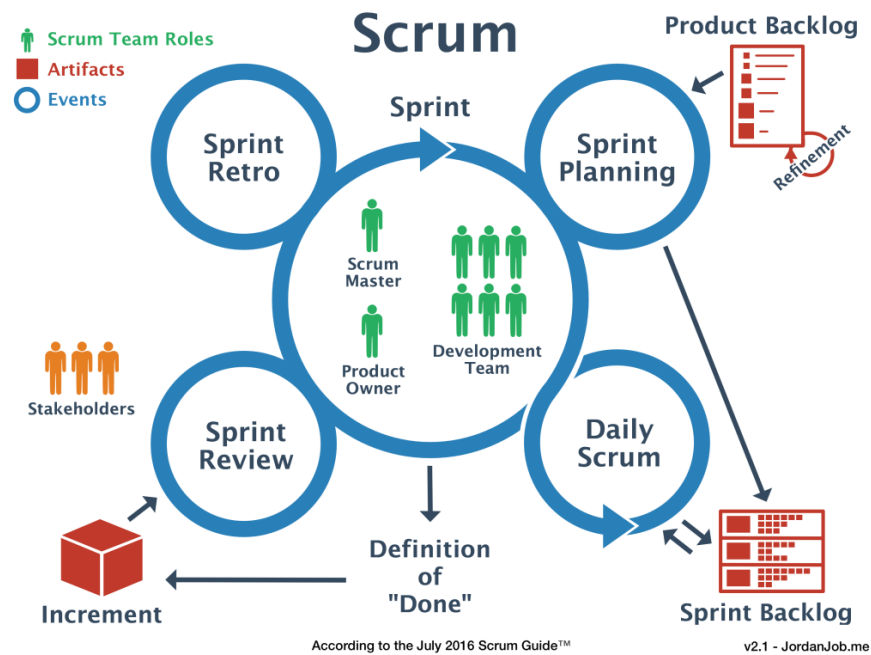 Scrum
Scrum Team Roles
Artifacts
Events
Product Backlog
Refinement
Sprint
Sprint
Retro
Sprint
Planning
Scrum
Master
Product
Owner
Development
Team
Stakeholders
Sprint
Review
Daily
Scrum
Definition
of
"Done"
Increment
Sprint Backlog
According to the July 2016 Scrum Guide™
v2.1 - JordanJob.me